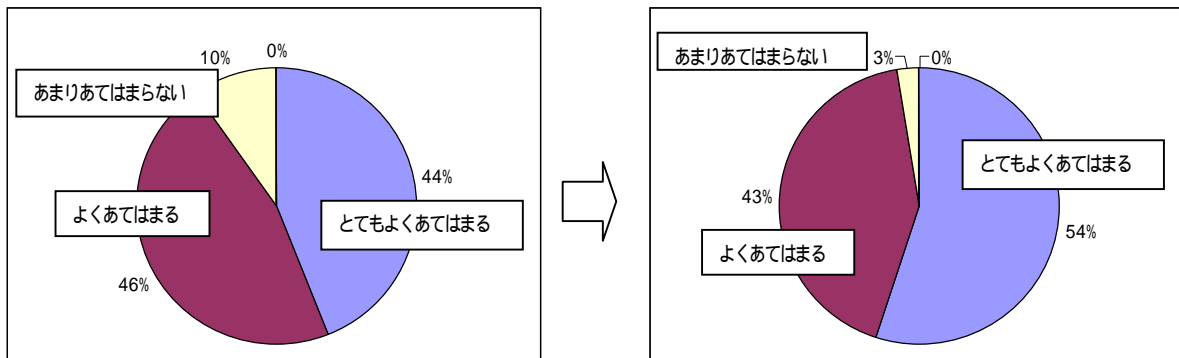 10%
0%
あまりあてはまらない
44%
よくあてはまる
とてもよくあてはまる
46%
あまりあてはまらない
3%
0%
とてもよくあてはまる
43%
よくあてはまる
54%